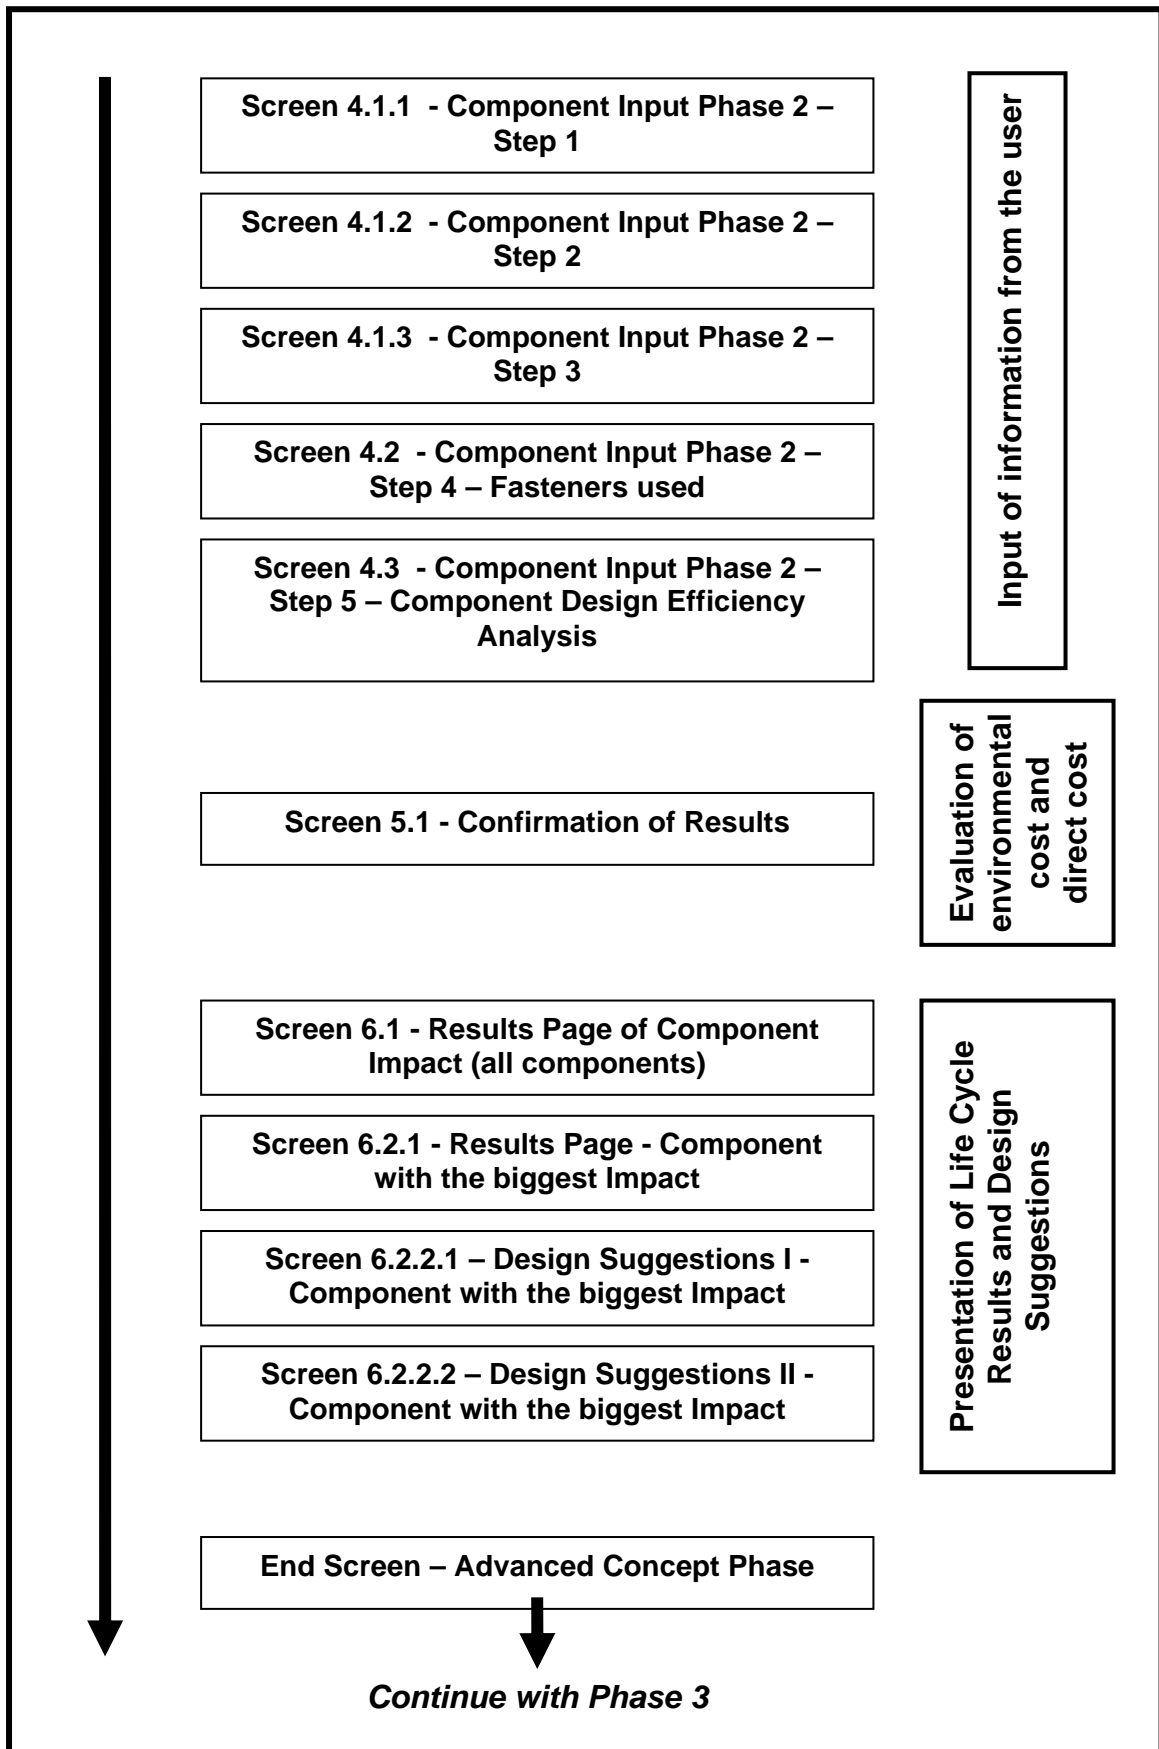 Screen 4.1.1 - Component Input Phase 2 –
Step 1
Screen 4.1.2 - Component Input Phase 2 –
Step 2
Screen 4.1.3 - Component Input Phase 2 –
Step 3
Screen 4.2 - Component Input Phase 2 –
Step 4 – Fasteners used
Screen 4.3 - Component Input Phase 2 –
Step 5 – Component Design Efficiency
Analysis
Input of information from the user
Screen 5.1 - Confirmation of Results
Evaluation of
environmental
cost and
direct cost
Screen 6.1 - Results Page of Component
Impact (all components)
Screen 6.2.1 - Results Page - Component
with the biggest Impact
Screen 6.2.2.1 – Design Suggestions I -
Component with the biggest Impact
Screen 6.2.2.2 – Design Suggestions II -
Component with the biggest Impact
Presentation of Life Cycle
Results and Design
Suggestions
End Screen – Advanced Concept Phase
Continue with Phase 3